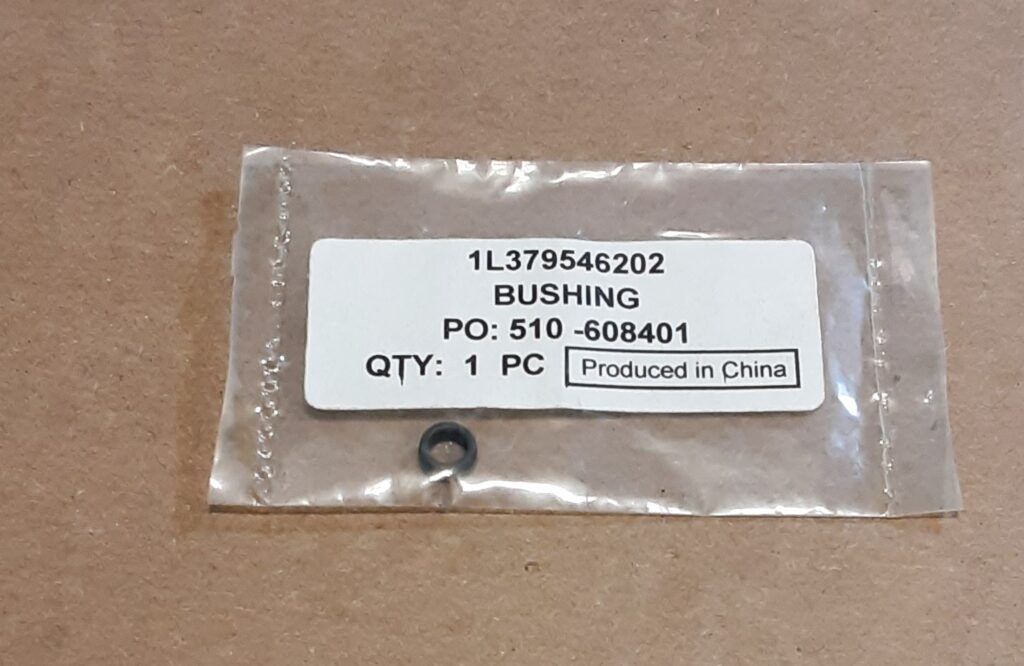 1L379546202
BUSHING
PO: 510 -608401
QTY: 1 PC Produced in China